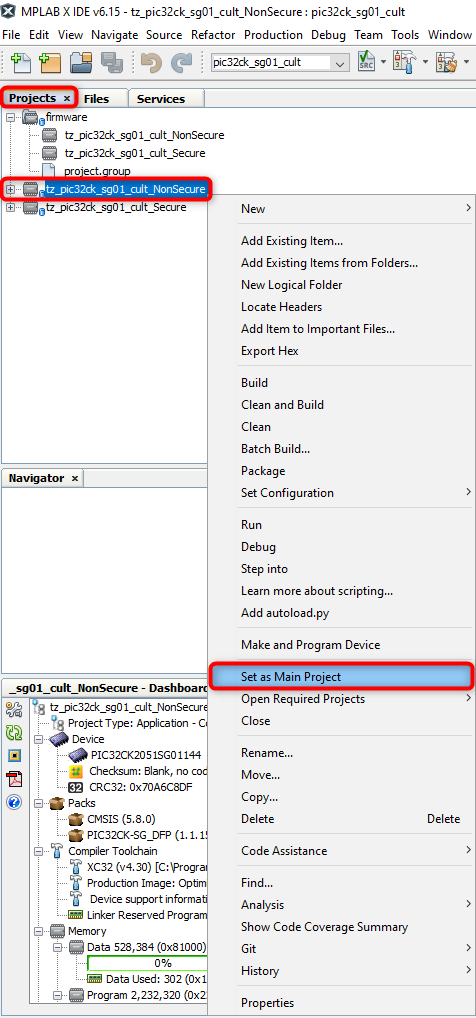 MPLAB X IDE v6.15 - tz_pic32ck_sg01_cult_NonSecure : pic32ck_sg01_cult
File Edit View Navigate Source Refactor Production Debug Team Tools Window
pic32ck_sg01_cult
Projects x Files Services
firmware
tz_pic32ck_sg01_cult_NonSecure
tz_pic32ck_sg01_cult_Secure
project.group
tz_pic32ck_sg01_cult_NonSecure
tz_pic32ck_sg01_cult_Secure
New
Add Existing Item...
Add Existing Items from Folders...
New Logical Folder
Locate Headers
Add Item to Important Files...
Export Hex
Build
Clean and Build
Clean
Batch Build...
Package
Set Configuration
Run
Debug
Step into
Learn more about scripting...
Add autoload.py
Make and Program Device
Set as Main Project
Open Required Projects
Close
Rename...
Move...
Copy...
Delete Delete
Code Assistance
Find...
Analysis
Show Code Coverage Summary
Git
History
Properties
Navigator x
_sg01_cult_NonSecure - Dashboard
tz_pic32ck_sg01_cult_NonSecure
Project Type: Application - Co
Device
PIC32CK2051SG01144
Checksum: Blank, no cod
CRC32: 0x70A6C8DF
Packs
CMSIS (5.8.0)
PIC32CK-SG_DFP (1.1.15
Compiler Toolchain
XC32 (v4.30) [C:\Program
Production Image: Optimi
Device support informati
Linker Reserved Program
Memory
Data 528,384 (0x81000)
0%
Data Used: 302 (0x1
Program 2,232,320 (0x22